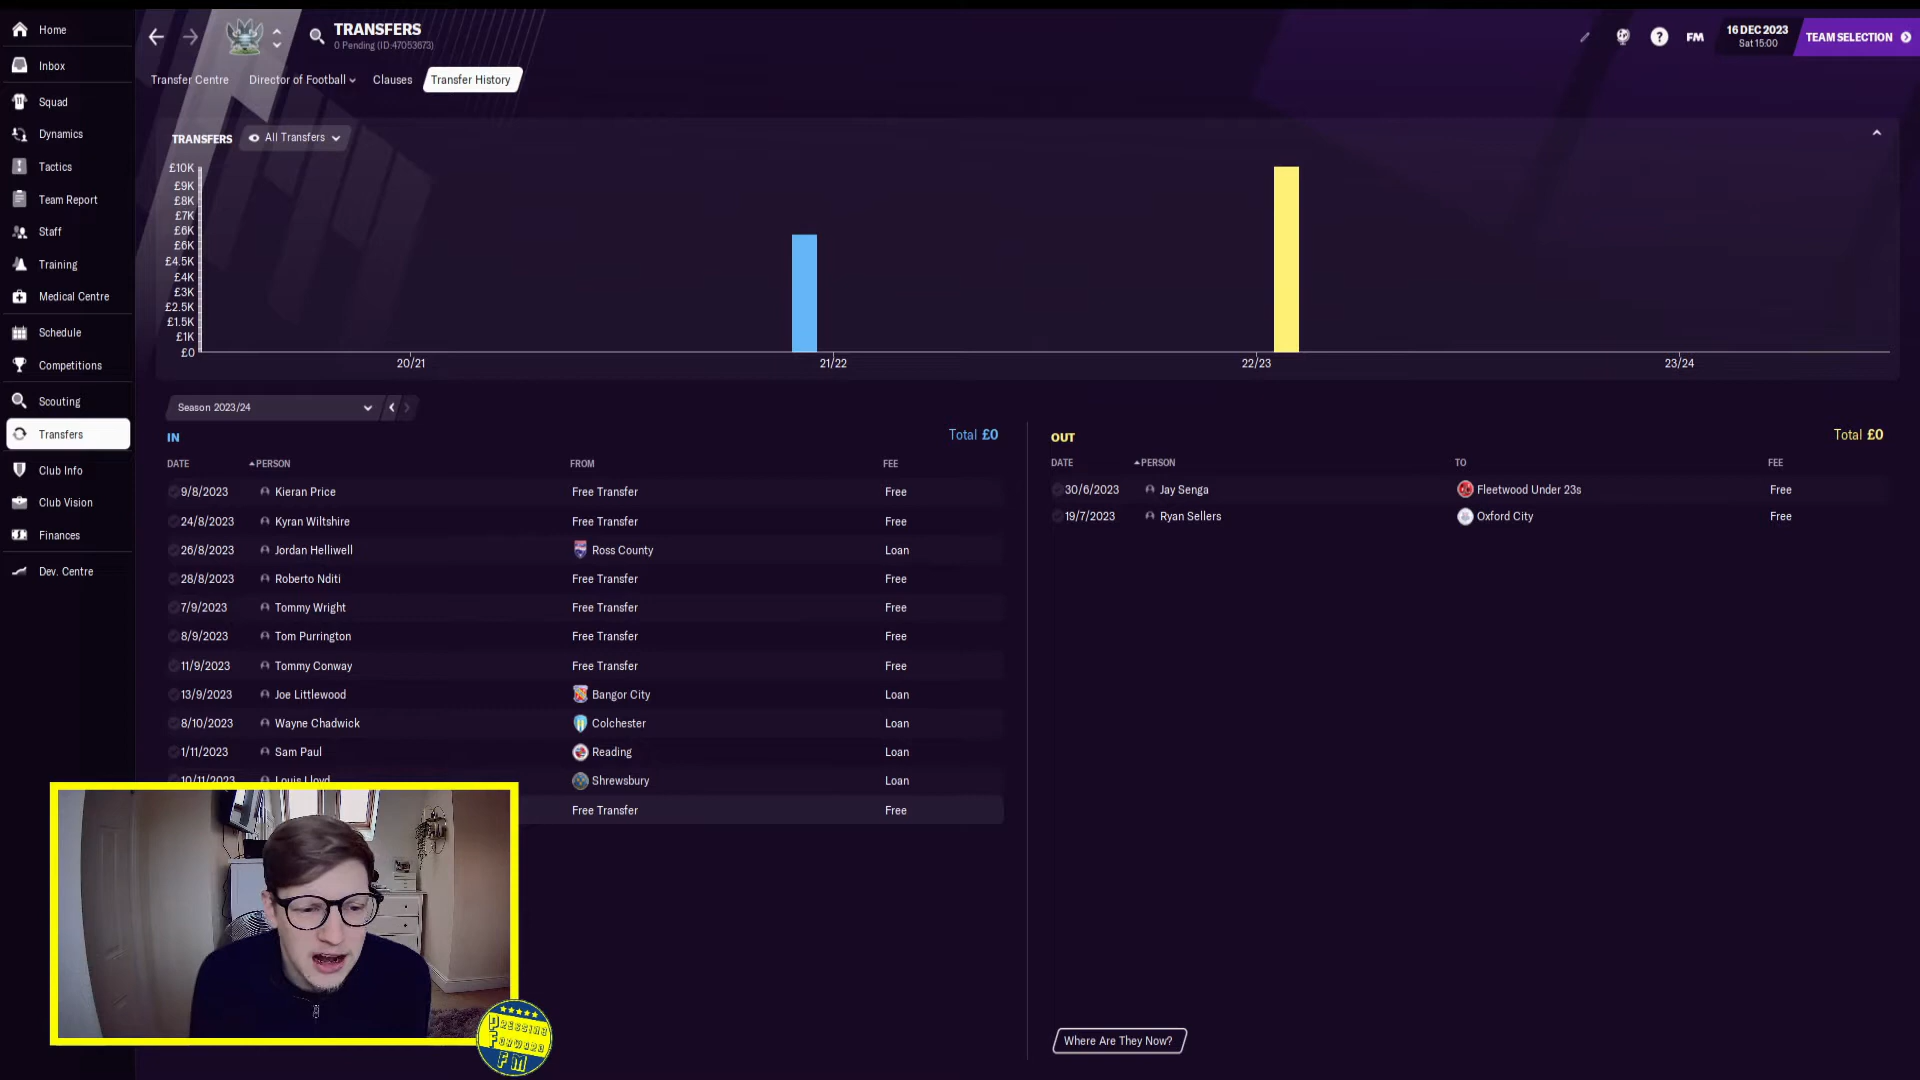 Home
Inbox
Squad
Dynamics
Tactics
Team Report
Staff
Training
Medical Centre
Schedule
Competitions
Scouting
Transfers
Club Info
Club Vision
Finances
Dev. Centre
TRANSFERS
0 Pending (ID:47053673)
FM
16 DEC 2023
Sat 15:00
TEAM SELECTION
Transfer Centre Director of Football Clauses Transfer History
TRANSFERS All Transfers
£10K
£9K
£8K
£7K
£6K
£6K
£4.5K
£4K
£3K
£2.5K
£1.5K
£1K
£0
20/21 21/22 22/23 23/24
Season 2023/24
IN Total £0
DATE PERSON FROM FEE
9/8/2023 Kieran Price Free Transfer Free
24/8/2023 Kyran Wiltshire Free Transfer Free
26/8/2023 Jordan Helliwell Ross County Loan
28/8/2023 Roberto Nditi Free Transfer Free
7/9/2023 Tommy Wright Free Transfer Free
8/9/2023 Tom Purrington Free Transfer Free
11/9/2023 Tommy Conway Free Transfer Free
13/9/2023 Joe Littlewood Bangor City Loan
8/10/2023 Wayne Chadwick Colchester Loan
1/11/2023 Sam Paul Reading Loan
10/11/2023 Louis Lloyd Shrewsbury Loan
Free Transfer Free
OUT Total £0
DATE PERSON TO FEE
30/6/2023 Jay Senga Fleetwood Under 23s Free
19/7/2023 Ryan Sellers Oxford City Free
Where Are They Now?
PRESSING
FORWARD
FM